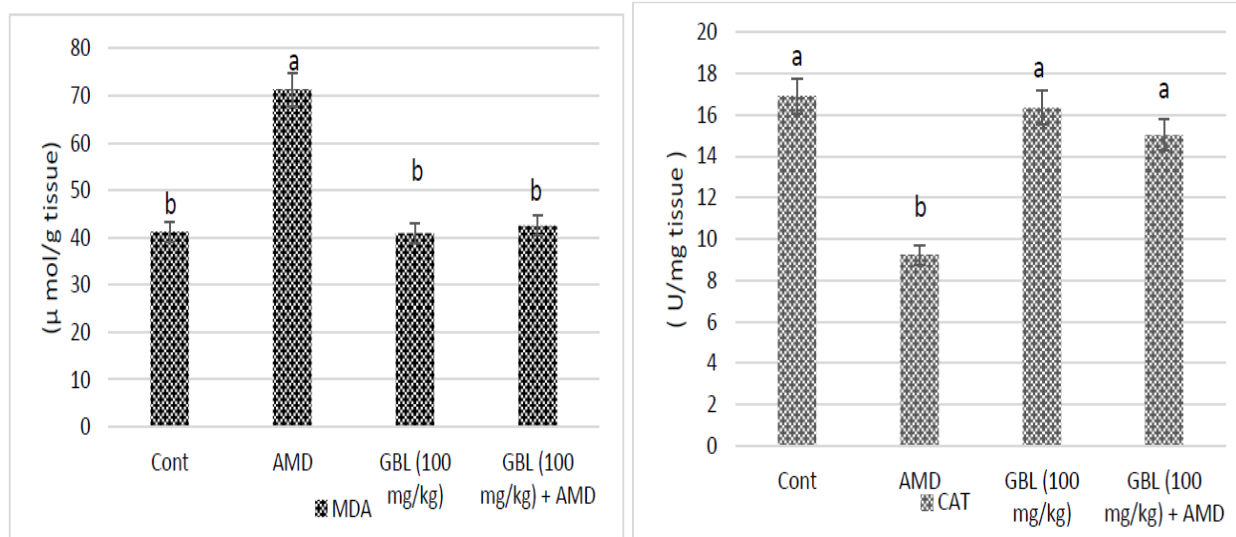 80
70
60
50
40
30
20
10
0
(µ mol/g tissue)
b
a
b
b
Cont
AMD
GBL (100
mg/kg)
GBL (100
mg/kg) + AMD
MDA
20
18
16
14
12
10
8
6
4
2
0
( U/mg tissue )
a
b
a
a
Cont
AMD
GBL (100
mg/kg)
GBL (100
mg/kg) + AMD
CAT